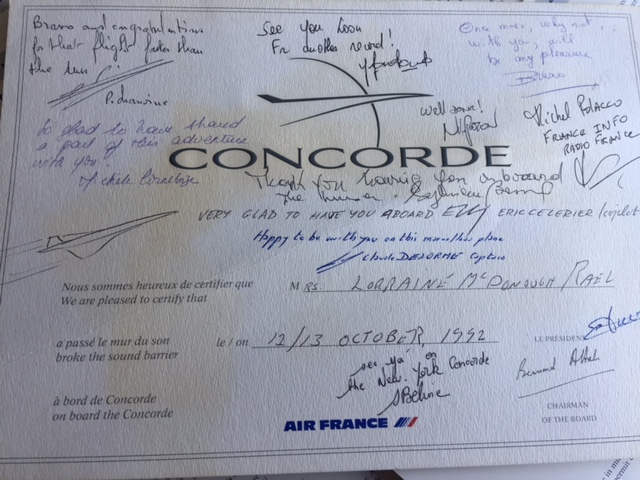 Bravo and congratulations
for that flight faster than
the sun
See you soon
For another record!
Once more, why not
with ya, will
be my pleasure
Bravo
Well done!
Michel Polacco
FRANCE INFO
RADIO FRANCE
So glad to have shared
a part of this adventure
with you!
CONCORDE
Thank you having you onboard
VERY GLAD TO HAVE YOU ABOARD ERIC CELERIER/copilot
Happy to be with you on this marvellous plane
Claude DELORME Captain
Nous sommes heureux de certifier que
We are pleased to certify that
MRS. LORRAINE McDONOUGH RAEL
a passé le mur du son
broke the sound barrier
le / on 12/13 OCTOBER, 1992
LE PRÉSIDENT
see ya' on
the New-York Concorde
à bord de Concorde
on board the Concorde
AIR FRANCE
CHAIRMAN
OF THE BOARD